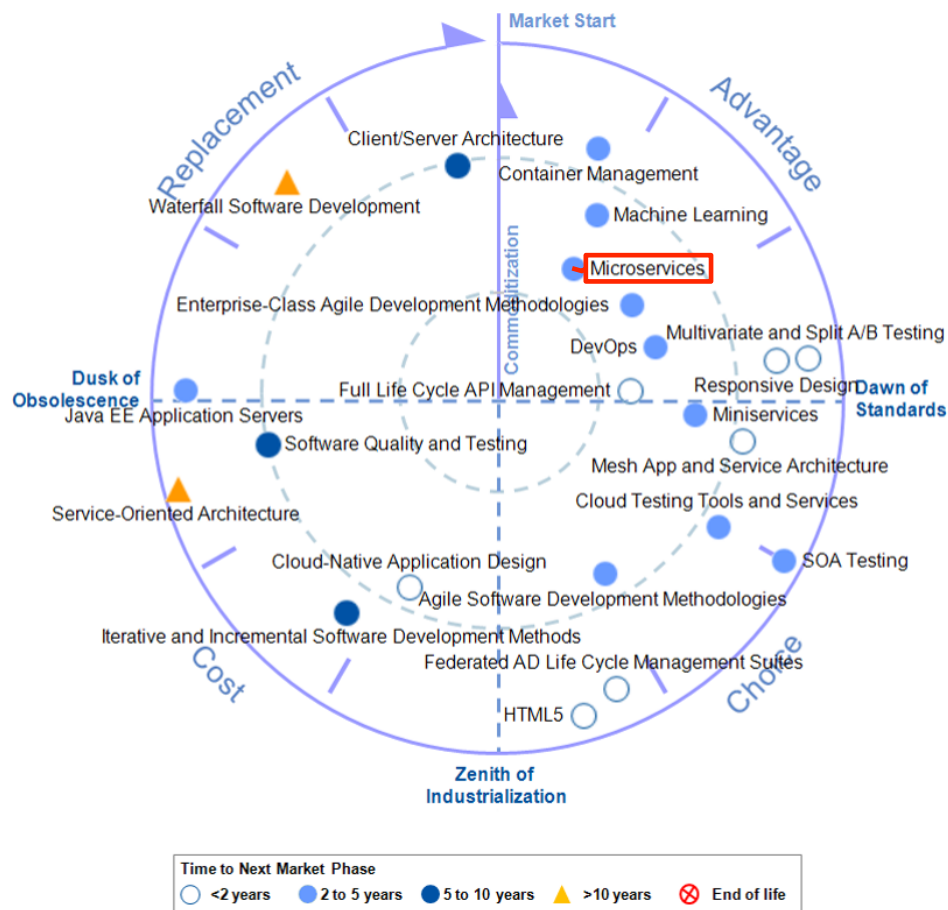 Market Start
Replacement
Advantage
Client/Server Architecture
Container Management
Waterfall Software Development
Machine Learning
Commoditization
Microservices
Enterprise-Class Agile Development Methodologies
DevOps
Multivariate and Split A/B Testing
Dusk of
Obsolescence
Full Life Cycle API Management
Responsive Design
Dawn of
Standards
Java EE Application Servers
Miniservices
Software Quality and Testing
Mesh App and Service Architecture
Service-Oriented Architecture
Cloud Testing Tools and Services
Cloud-Native Application Design
SOA Testing
Agile Software Development Methodologies
Iterative and Incremental Software Development Methods
Cost
Federated AD Life Cycle Management Suites
Choice
HTML5
Zenith of
Industrialization
Time to Next Market Phase
<2 years 2 to 5 years 5 to 10 years >10 years End of life